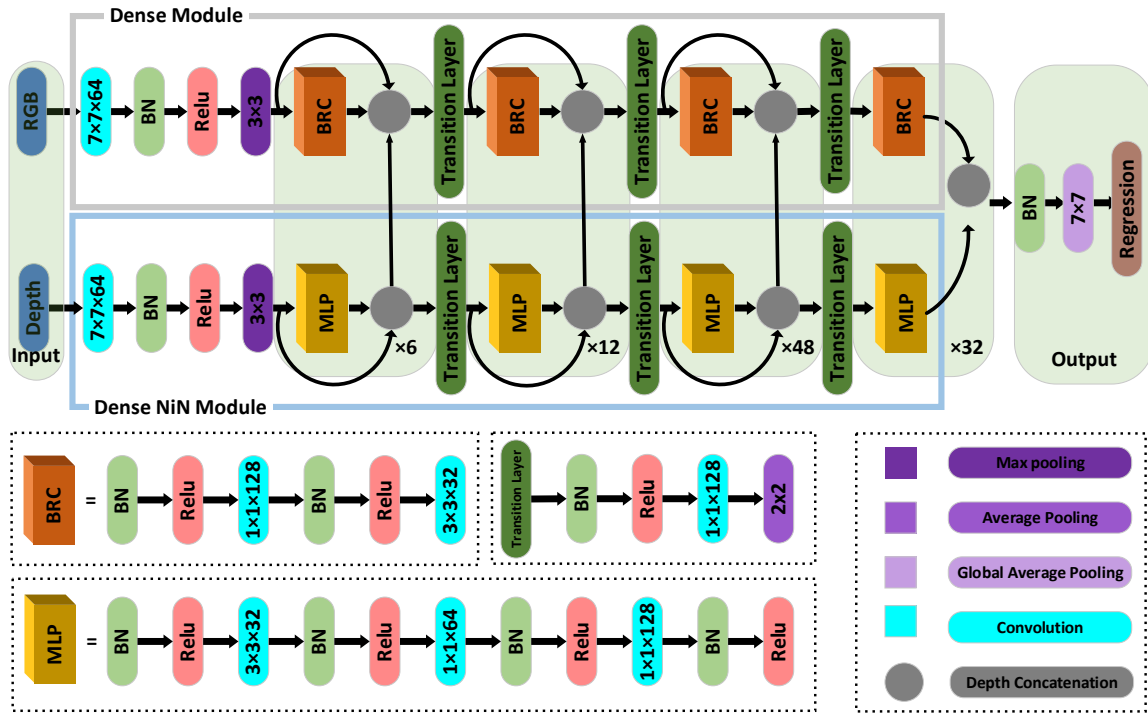 Dense Module
RGB
7×7×64
BN
Relu
3×3
BRC
Transition Layer
BRC
Transition Layer
BRC
Transition Layer
BRC
BN
7×7
Regression
Depth
7×7×64
BN
Relu
3×3
MLP
×6
Transition Layer
MLP
×12
Transition Layer
MLP
×48
Transition Layer
MLP
×32
Input
Output
Dense NiN Module
BRC
=
BN
Relu
1×1×128
BN
Relu
3×3×32
Transition Layer
BN
Relu
1×1×128
2x2
MLP
=
BN
Relu
3×3×32
BN
Relu
1×1×64
BN
Relu
1×1×128
BN
Relu
Max pooling
Average Pooling
Global Average Pooling
Convolution
Depth Concatenation